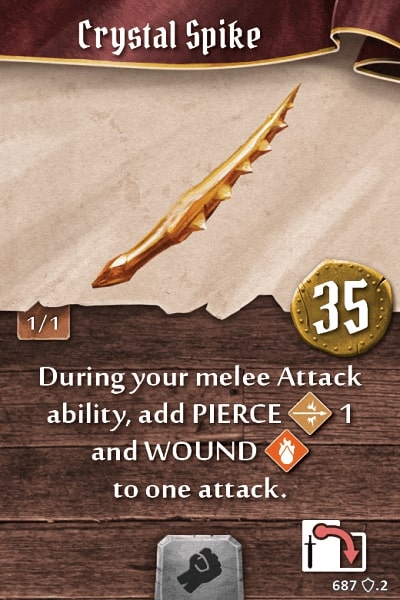 Crystal Spike
1/1
35
During your melee Attack
ability, add PIERCE 1
and WOUND
to one attack.
687 .2